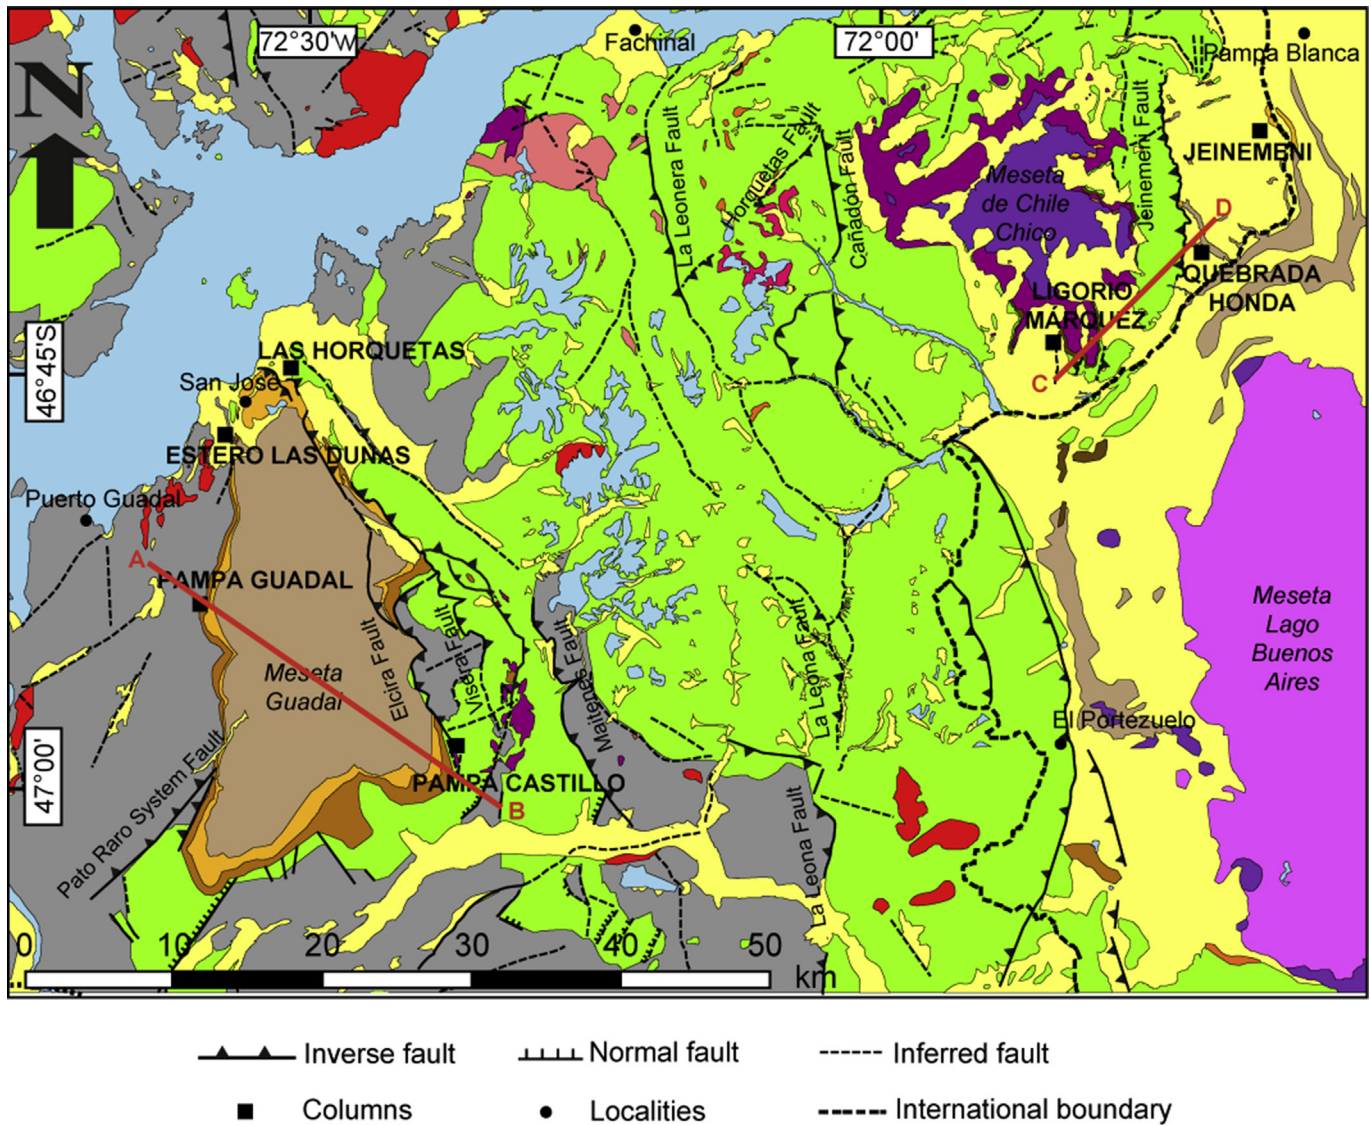 72°30'W
72°00'
N
Fachinal
Pampa Blanca
JEINEMENI
La Leonera Fault
Horquetas Fault
Cañadón Fault
Jeinemeni Fault
Meseta
de Chile
Chico
D
QUEBRADA
HONDA
LIGORIO
MÁRQUEZ
C
46°45'S
LAS HORQUETAS
San José
ESTERO LAS DUNAS
Puerto Guadal
A
PAMPA GUADAL
Meseta
Guadal
Elcira Fault
Visera Fault
Maitenes Fault
La Leona Fault
Meseta
Lago
Buenos
Aires
El Portezuelo
47°00'
Pato Raro System Fault
PAMPA CASTILLO
B
La Leona Fault
0 10 20 30 40 50
km
Inverse fault
Normal fault
Inferred fault
Columns
Localities
International boundary